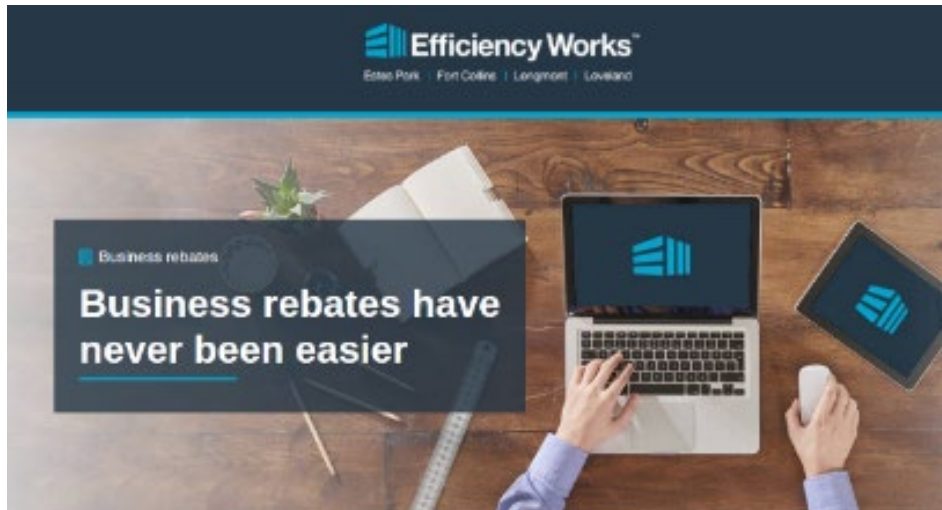 Efficiency Works™
Estes Park | Fort Collins | Longmont | Loveland
Business rebates
Business rebates have
never been easier